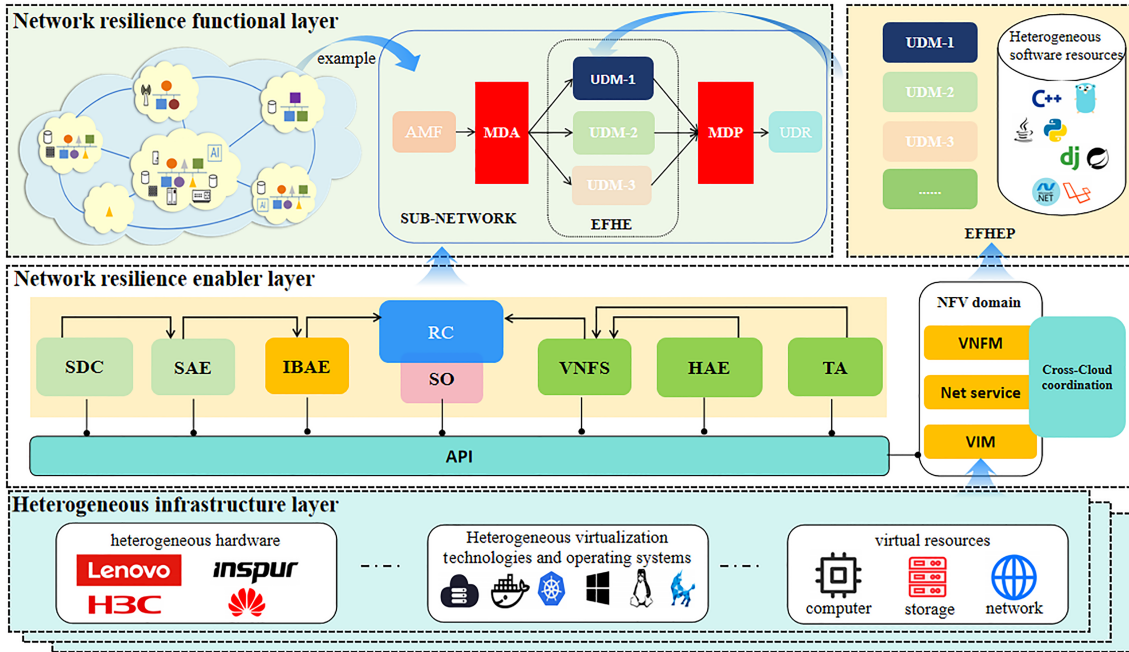 Network resilience functional layer
example
AI
AI
AMF
MDA
UDM-1
UDM-2
UDM-3
MDP
UDR
SUB-NETWORK
EFHE
UDM-1
UDM-2
UDM-3
......
Heterogeneous
software resources
C++
dj
.NET
EFHEP
Network resilience enabler layer
SDC
SAE
IBAE
RC
SO
VNFS
HAE
TA
API
NFV domain
VNFM
Net service
VIM
Cross-Cloud
coordination
Heterogeneous infrastructure layer
heterogeneous hardware
Lenovo
inspur
H3C
Heterogeneous virtualization
technologies and operating systems
virtual resources
computer
storage
network